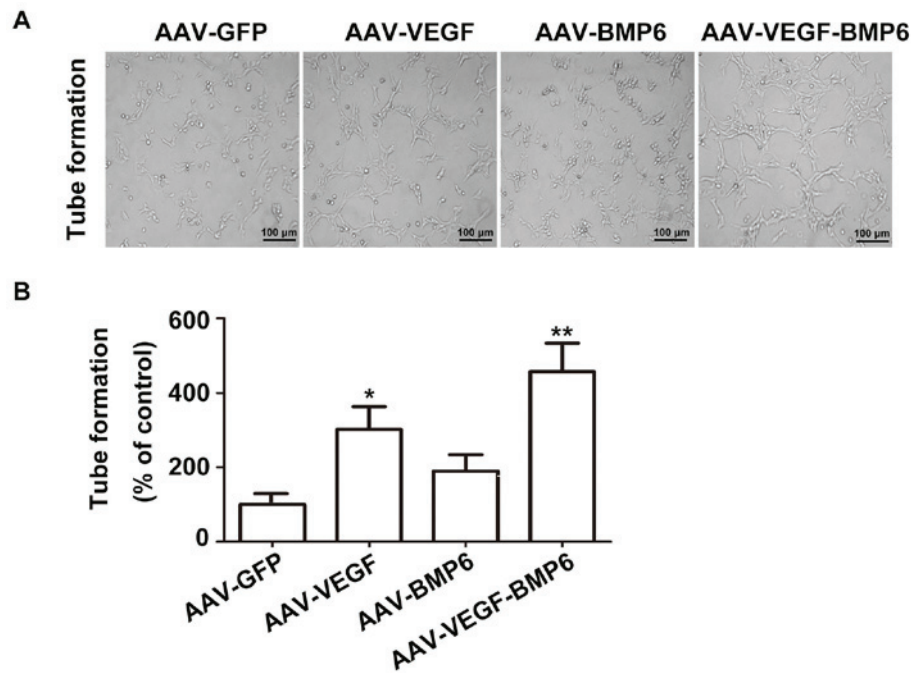 A
AAV-GFP AAV-VEGF AAV-BMP6 AAV-VEGF-BMP6
Tube formation
100 µm 100 µm 100 µm 100 µm
B
Tube formation
(% of control)
600
400
200
0
*
**
AAV-GFP
AAV-VEGF
AAV-BMP6
AAV-VEGF-BMP6